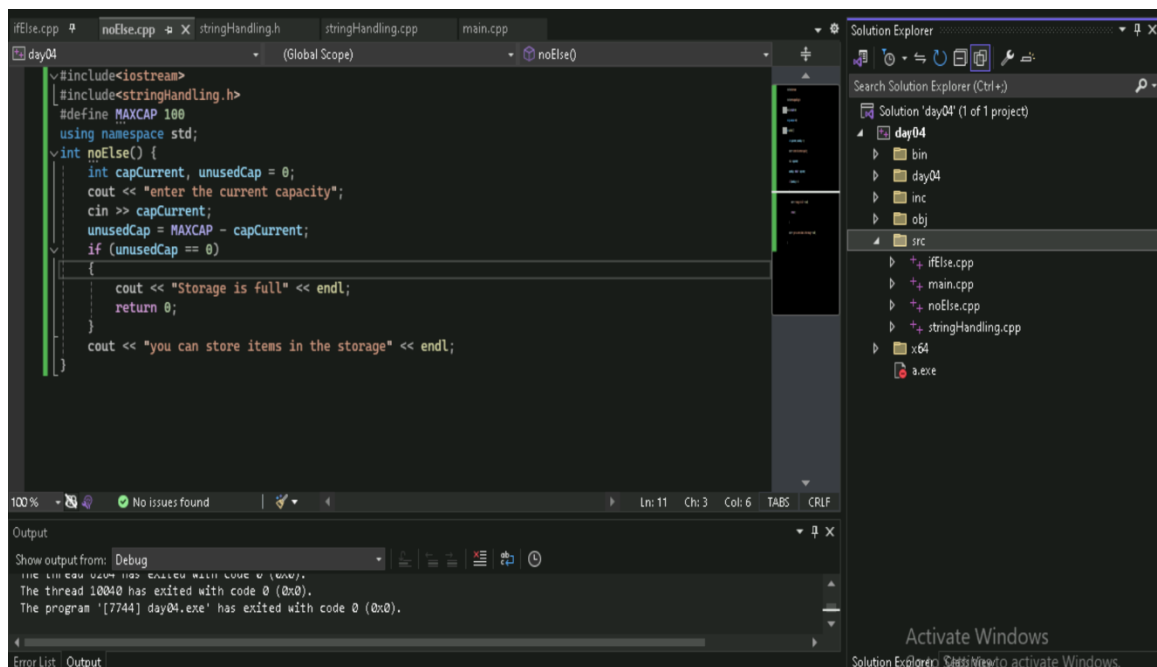 ifElse.cpp
noElse.cpp
stringHandling.h
stringHandling.cpp
main.cpp
day04
(Global Scope)
noElse()
#include<iostream>
#include<stringHandling.h>
#define MAXCAP 100
using namespace std;
int noElse() {
int capCurrent, unusedCap = 0;
cout << "enter the current capacity";
cin >> capCurrent;
unusedCap = MAXCAP - capCurrent;
if (unusedCap == 0)
{
cout << "Storage is full" << endl;
return 0;
}
cout << "you can store items in the storage" << endl;
}
100 %
No issues found
Ln: 11
Ch: 3
Col: 6
TABS
CRLF
Output
Show output from: Debug
The thread 10040 has exited with code 0 (0x0).
The program '[7744] day04.exe' has exited with code 0 (0x0).
Error List
Output
Solution Explorer
Search Solution Explorer (Ctrl+;)
Solution 'day04' (1 of 1 project)
day04
bin
day04
inc
obj
src
ifElse.cpp
main.cpp
noElse.cpp
stringHandling.cpp
x64
a.exe
Activate Windows
Solution Explorer
to activate Windows.